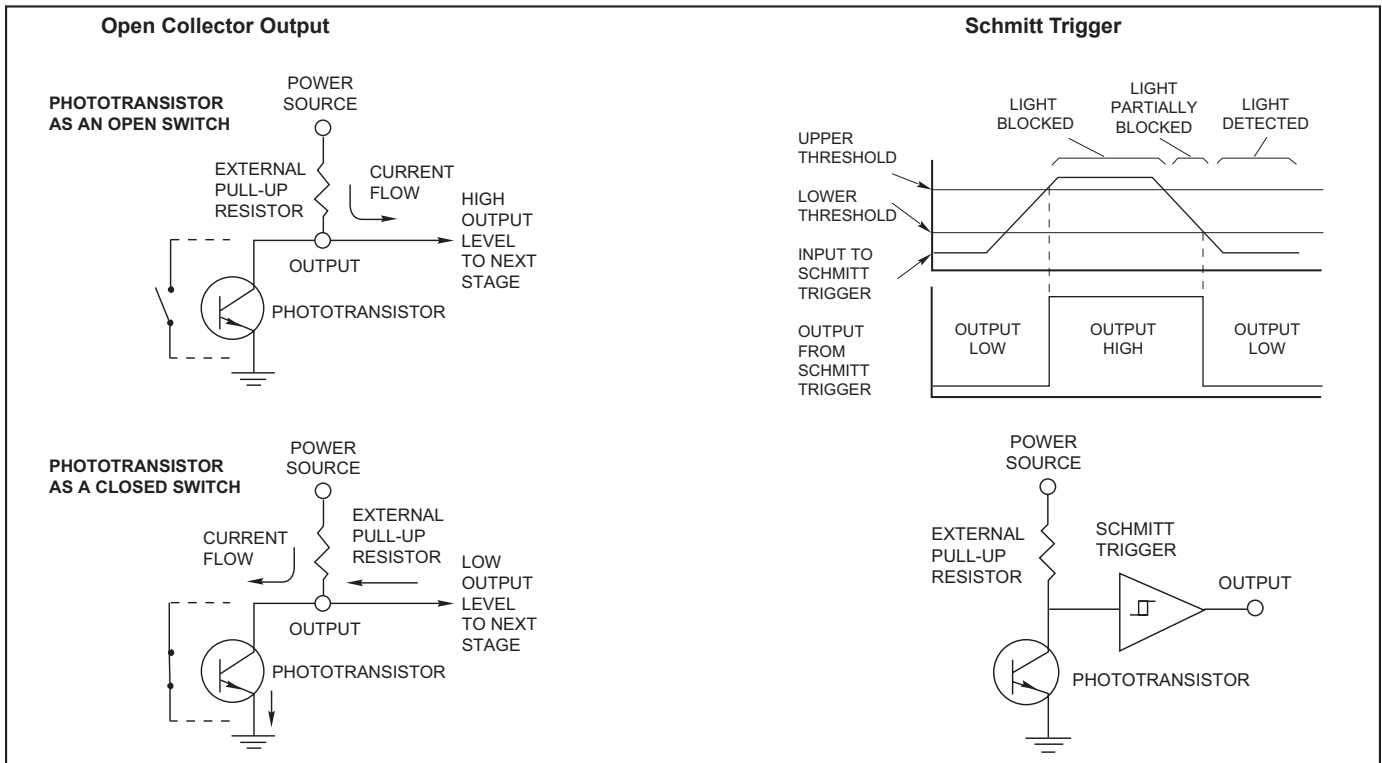 Open Collector Output
PHOTOTRANSISTOR
AS AN OPEN SWITCH
POWER
SOURCE
EXTERNAL
PULL-UP
RESISTOR
CURRENT
FLOW
HIGH
OUTPUT
LEVEL
TO NEXT
STAGE
OUTPUT
PHOTOTRANSISTOR
PHOTOTRANSISTOR
AS A CLOSED SWITCH
POWER
SOURCE
CURRENT
FLOW
EXTERNAL
PULL-UP
RESISTOR
LOW
OUTPUT
LEVEL
TO NEXT
STAGE
OUTPUT
PHOTOTRANSISTOR
Schmitt Trigger
LIGHT
BLOCKED
LIGHT
PARTIALLY
BLOCKED
LIGHT
DETECTED
UPPER
THRESHOLD
LOWER
THRESHOLD
INPUT TO
SCHMITT
TRIGGER
OUTPUT
FROM
SCHMITT
TRIGGER
OUTPUT
LOW
OUTPUT
HIGH
OUTPUT
LOW
POWER
SOURCE
EXTERNAL
PULL-UP
RESISTOR
SCHMITT
TRIGGER
OUTPUT
PHOTOTRANSISTOR